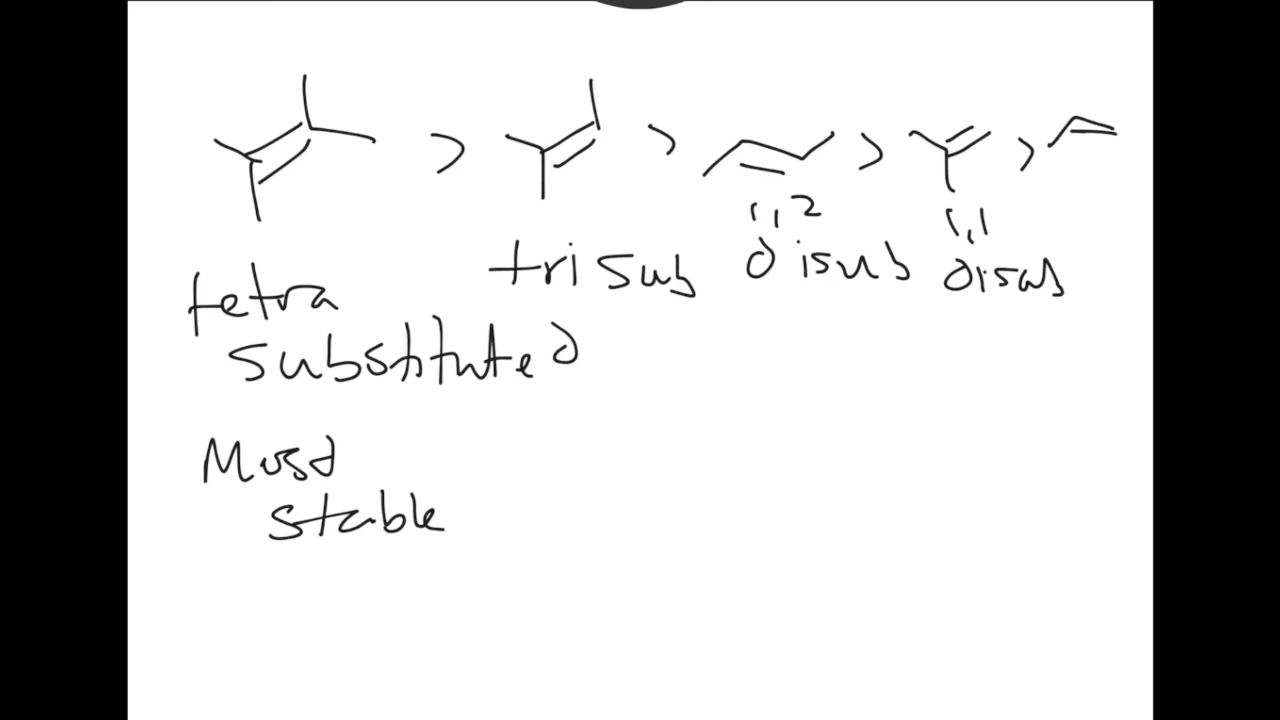 > > > >
1,2 1,1
tri sub disub disub
tetra
substituted
Most
stable